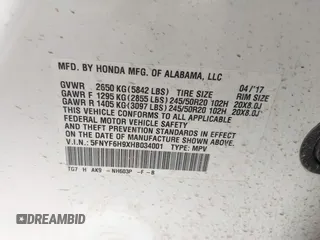 MFD. BY HONDA MFG. OF ALABAMA, LLC 04/'17
GVWR 2650 KG(5842 LBS) TIRE SIZE RIM SIZE
GAWR F 1295 KG(2855 LBS) 245/50R20 102H 20X8.0J
GAWR R 1405 KG(3097 LBS) 245/50R20 102H 20X8.0J
THIS VEHICLE CONFORMS TO ALL APPLICABLE
FEDERAL MOTOR VEHICLE SAFETY
STANDARDS IN EFFECT ON THE
DATE OF MANUFACTURE SHOWN ABOVE.
V.I.N.: 5FNYF6H9XHB034001 TYPE: MPV
TG7 H AK9 -NH603P -F-B
DREAMBID